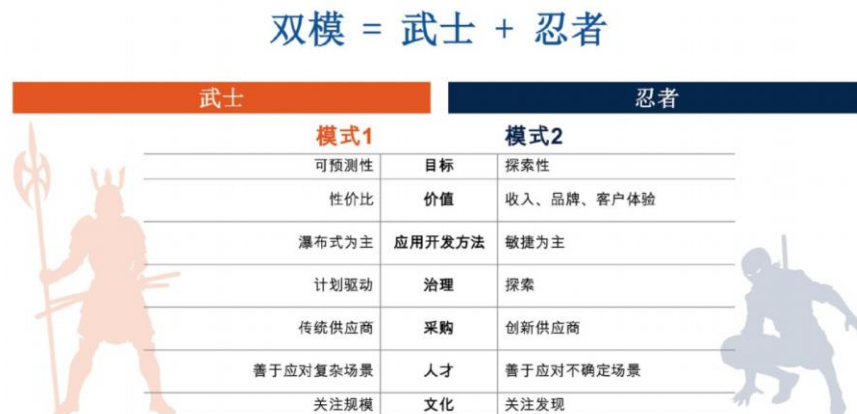 双模 = 武士 + 忍者
武士 忍者
模式1 模式2
可预测性 目标 探索性
性价比 价值 收入、品牌、客户体验
瀑布式为主 应用开发方法 敏捷为主
计划驱动 治理 探索
传统供应商 采购 创新供应商
善于应对复杂场景 人才 善于应对不确定场景
关注规模 文化 关注发现